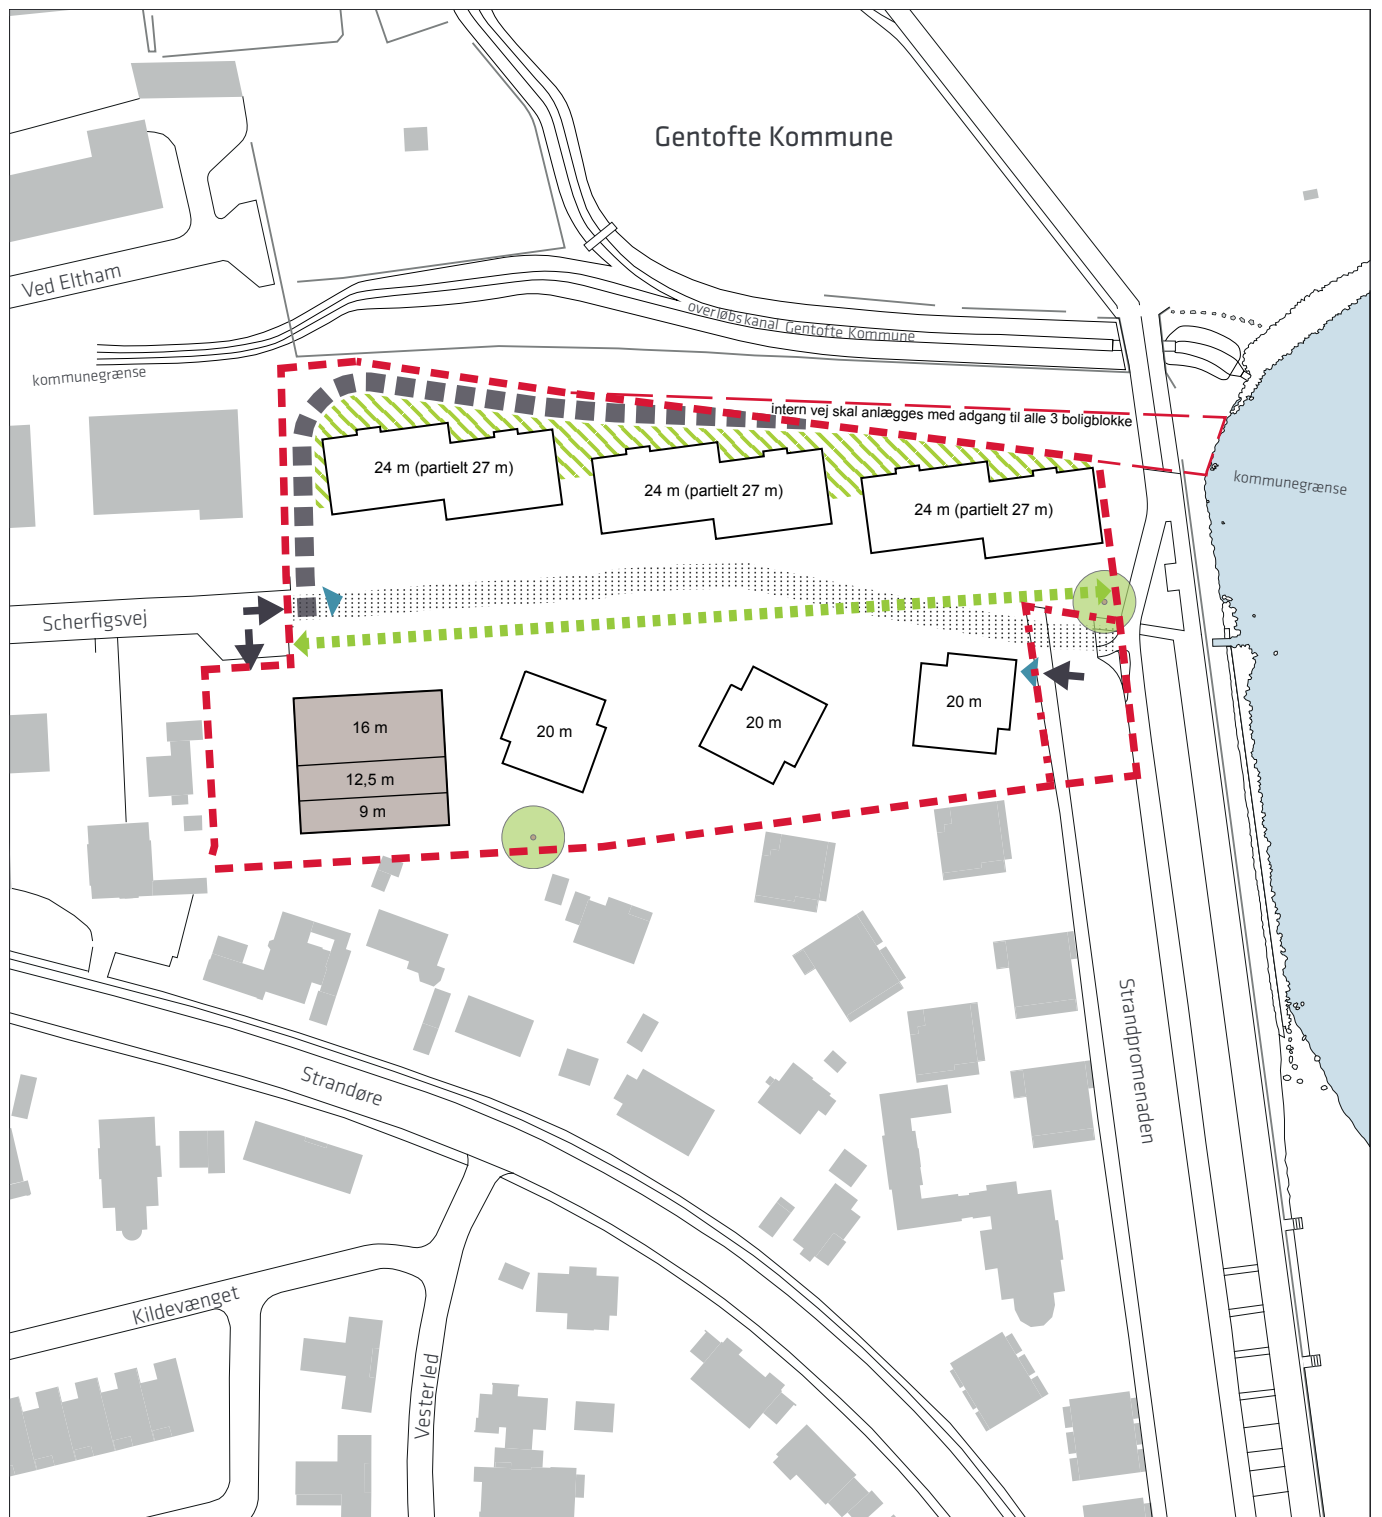 Gentofte Kommune
Ved Eltham
overløbskanal Gentofte Kommune
kommunegrænse
intern vej skal anlægges med adgang til alle 3 boligblokke
24 m (partielt 27 m)
24 m (partielt 27 m)
24 m (partielt 27 m)
kommunegrænse
Scherfigsvej
16 m
12,5 m
9 m
20 m
20 m
20 m
Strandpromenaden
Strandøre
Kildevænget
Vester led